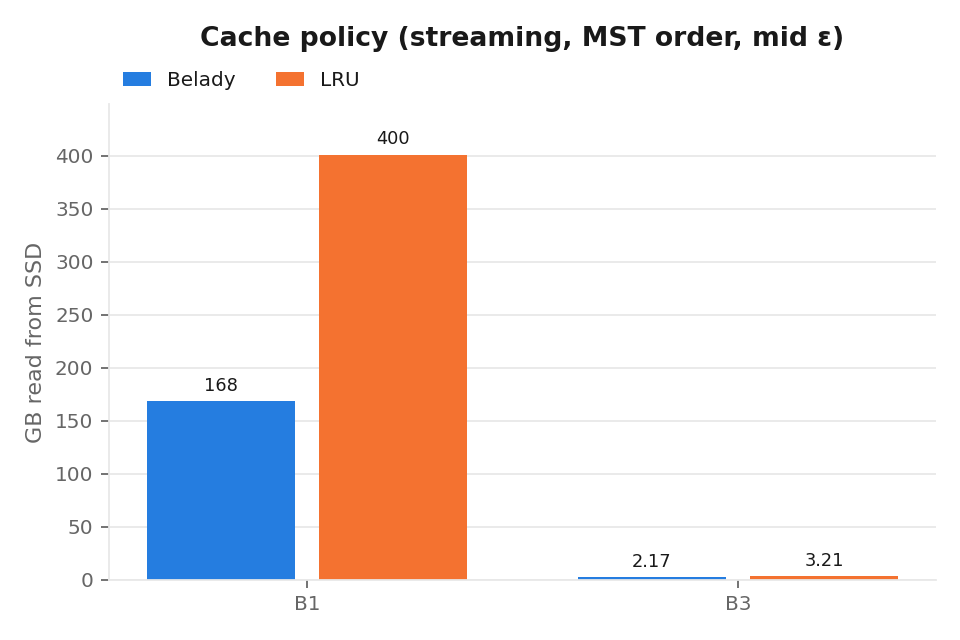 Cache policy (streaming, MST order, mid ε)
Belady
LRU
GB read from SSD
400
350
300
250
200
150
100
50
0
168
400
2.17
3.21
B1
B3